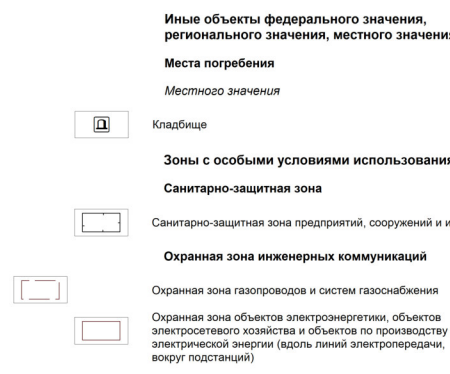 Иные объекты федерального значения,
регионального значения, местного значения
Места погребения
Местного значения
Кладбище
Зоны с особыми условиями использования
Санитарно-защитная зона
Санитарно-защитная зона предприятий, сооружений и и
Охранная зона инженерных коммуникаций
Охранная зона газопроводов и систем газоснабжения
Охранная зона объектов электроэнергетики, объектов
электросетевого хозяйства и объектов по производству
электрической энергии (вдоль линий электропередачи,
вокруг подстанций)